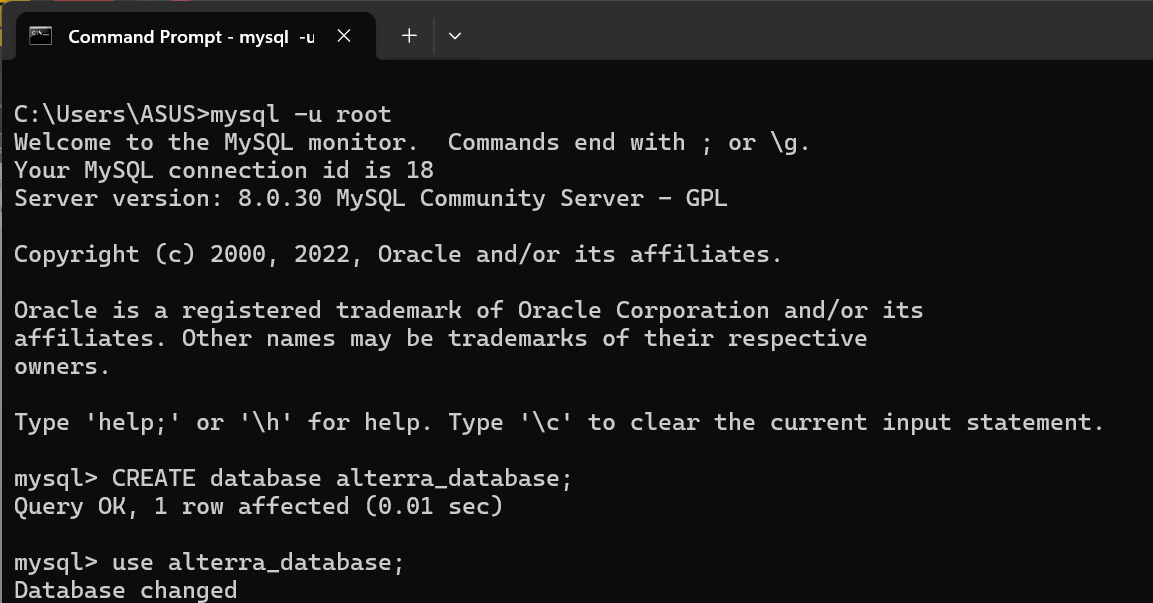 Command Prompt - mysql  -u
C:\Users\ASUS>mysql -u root
Welcome to the MySQL monitor.  Commands end with ; or \g.
Your MySQL connection id is 18
Server version: 8.0.30 MySQL Community Server - GPL
Copyright (c) 2000, 2022, Oracle and/or its affiliates.
Oracle is a registered trademark of Oracle Corporation and/or its
affiliates. Other names may be trademarks of their respective
owners.
Type 'help;' or '\h' for help. Type '\c' to clear the current input statement.
mysql> CREATE database alterra_database;
Query OK, 1 row affected (0.01 sec)
mysql> use alterra_database;
Database changed